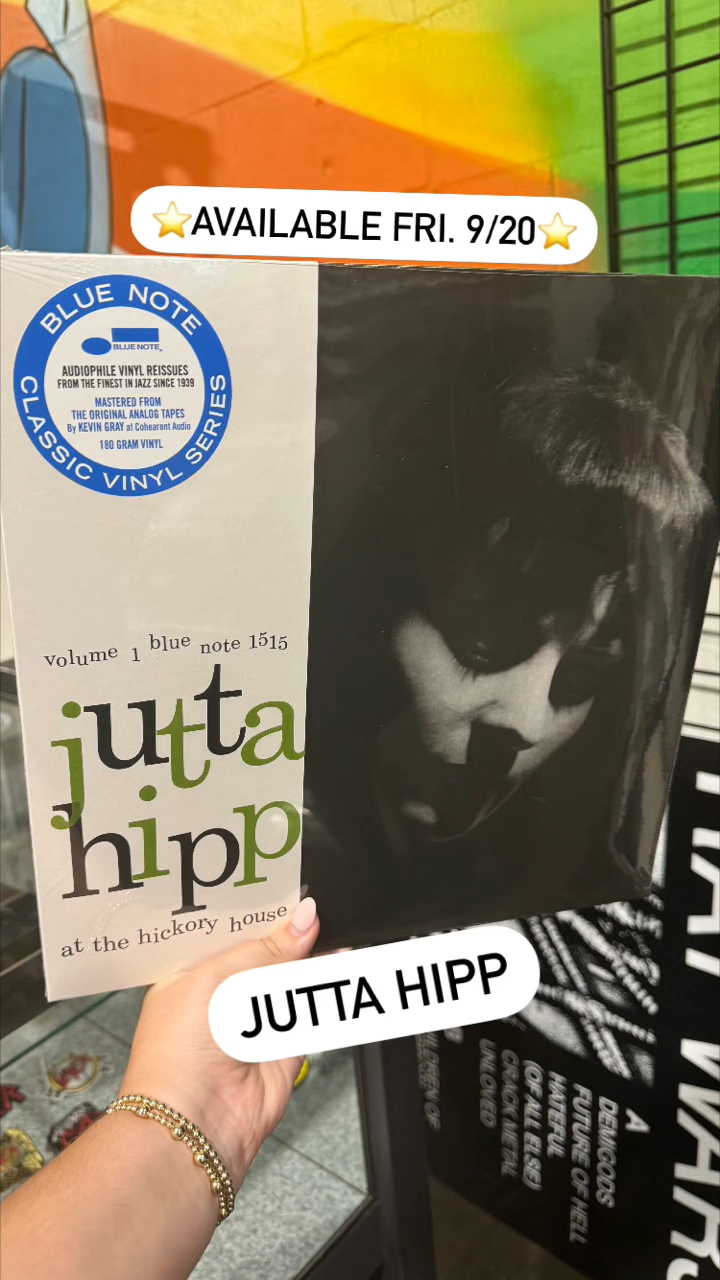 ⭐AVAILABLE FRI. 9/20⭐
BLUE NOTE
BLUE NOTE
AUDIOPHILE VINYL REISSUES
FROM THE FINEST IN JAZZ SINCE 1939
MASTERED FROM
THE ORIGINAL ANALOG TAPES
By KEVIN GRAY at Cohearent Audio
180 GRAM VINYL
CLASSIC VINYL SERIES
volume 1 blue note 1515
jutta
hipp
at the hickory house
JUTTA HIPP
A
DEMIGODS
FUTURE OF HELL
HATEFUL
(OF ALL ELSE)
CRACK METAL
UNLOVED